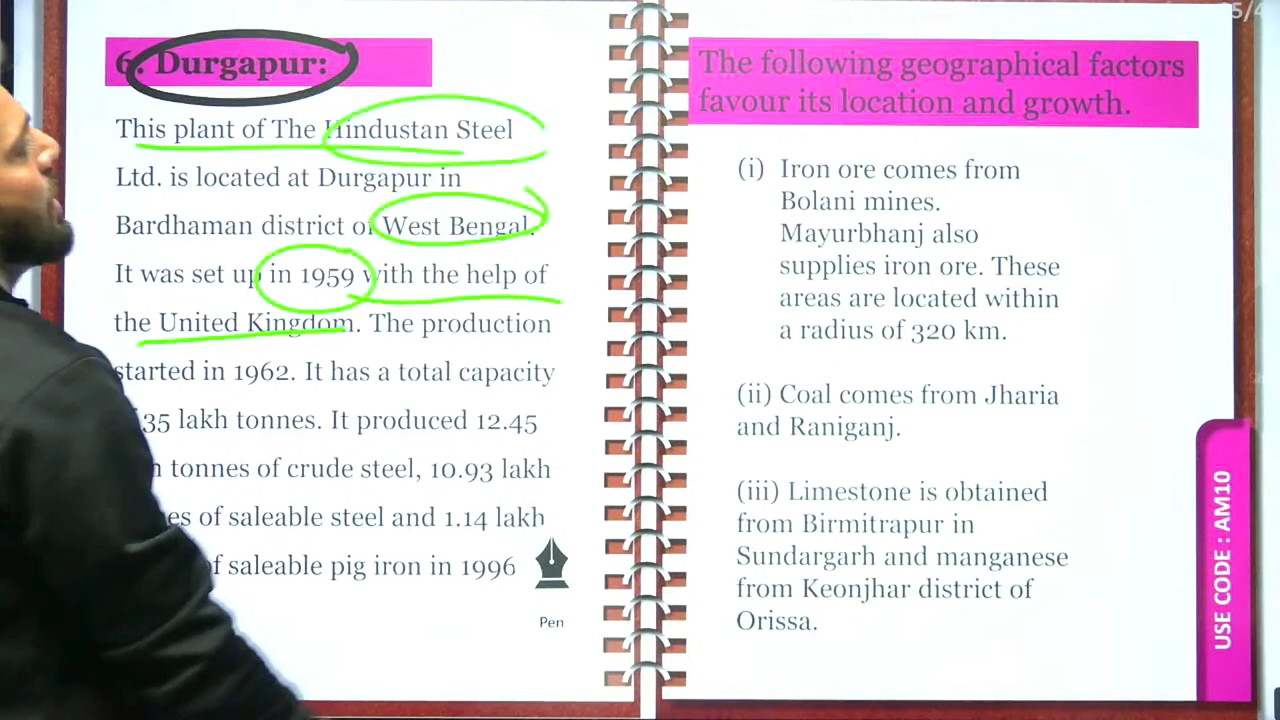 6. Durgapur:
This plant of The Hindustan Steel
Ltd. is located at Durgapur in
Bardhaman district of West Bengal.
It was set up in 1959 with the help of
the United Kingdom. The production
started in 1962. It has a total capacity
35 lakh tonnes. It produced 12.45
tonnes of crude steel, 10.93 lakh
of saleable steel and 1.14 lakh
of saleable pig iron in 1996
Pen
The following geographical factors
favour its location and growth.
(i) Iron ore comes from
Bolani mines.
Mayurbhanj also
supplies iron ore. These
areas are located within
a radius of 320 km.
(ii) Coal comes from Jharia
and Raniganj.
(iii) Limestone is obtained
from Birmitrapur in
Sundargarh and manganese
from Keonjhar district of
Orissa.
USE CODE : AM10